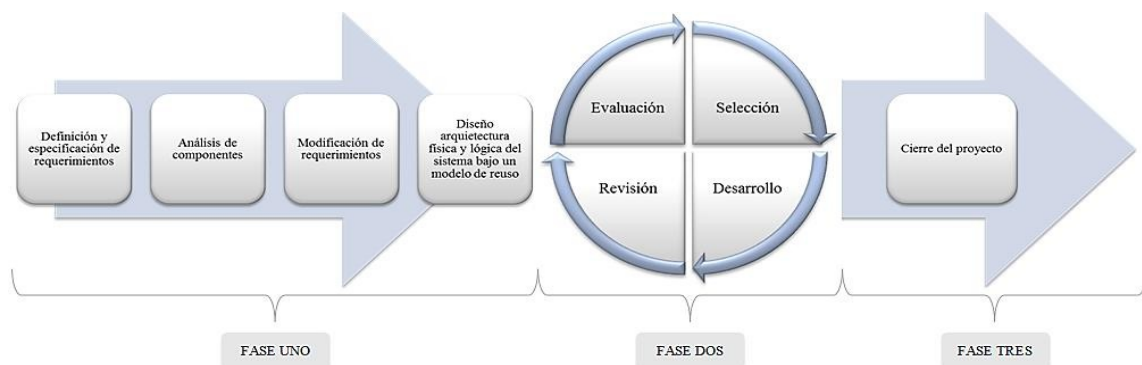 Definición y
especificación de
requerimientos
Análisis de
componentes
Modificación de
requerimientos
Diseño
arquietectura
física y lógica del
sistema bajo un
modelo de reuso
Evaluación
Selección
Revisión
Desarrollo
Cierre del proyecto
FASE UNO
FASE DOS
FASE TRES